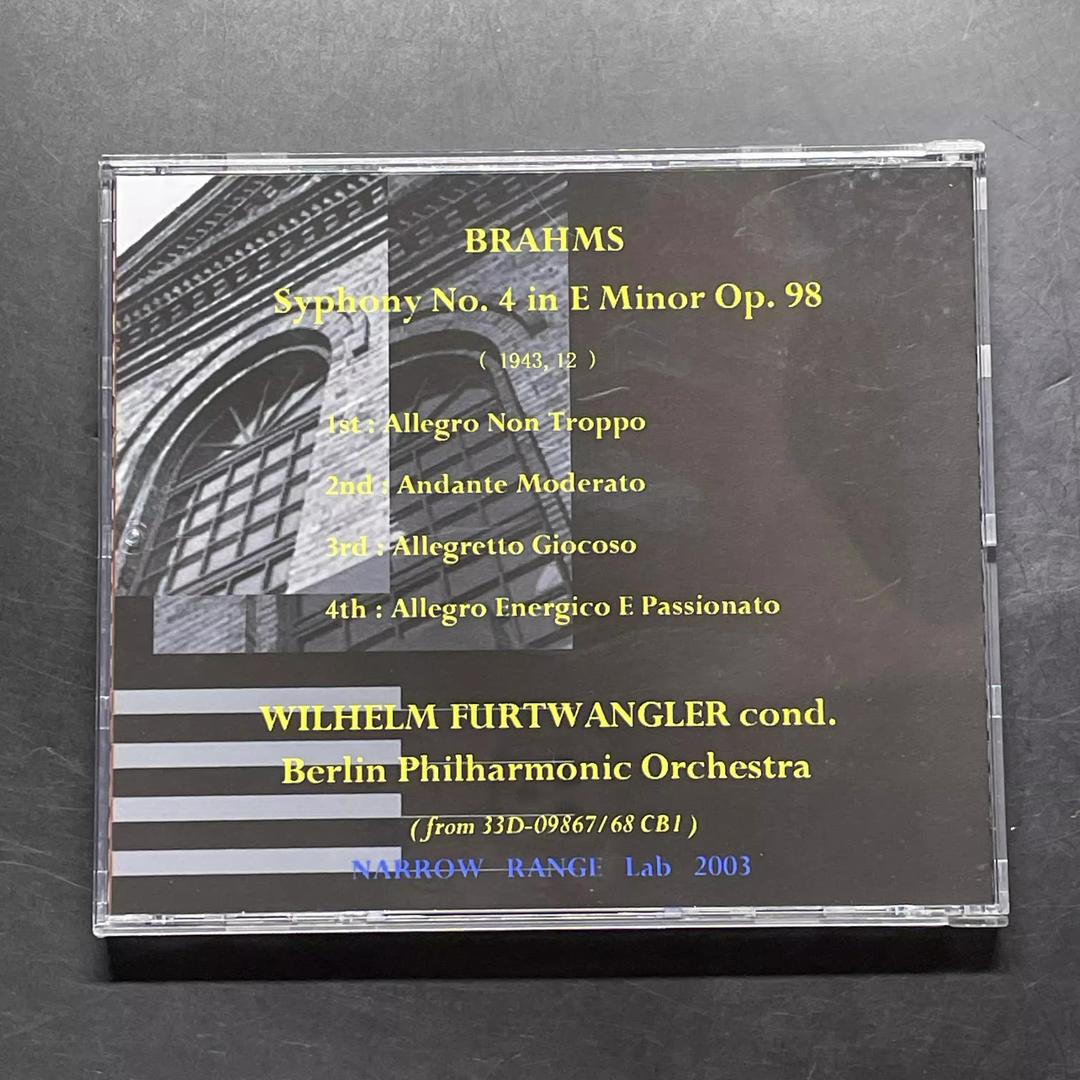 BRAHMS
Syphony No. 4 in E Minor Op. 98
( 1943, 12 )
1st : Allegro Non Troppo
2nd : Andante Moderato
3rd : Allegretto Giocoso
4th : Allegro Energico E Passionato
WILHELM FURTWANGLER cond.
Berlin Philharmonic Orchestra
( from 33D-09867/68 CB1 )
NARROW RANGE Lab 2003